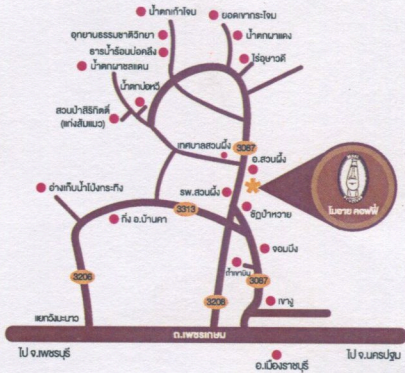 น้ำตกเก้าโจน
ยอดเขากระโจม
อุทยานธรรมชาติวิทยา
น้ำตกผาแดง
ธารน้ำร้อนบ่อคลึง
ไร่อุษาวดี
น้ำตกผาชลแดน
น้ำตกบ่อหวี
สวนป่าสิริกิตติ์
(แก่งส้มแมว)
เทศบาลสวนผึ้ง
3087
อ.สวนผึ้ง
โมอาย คอฟฟี่
รพ.สวนผึ้ง
อ่างเก็บน้ำโป่งกระทิง
ชัฏป่าหวาย
3313
กิ่ง อ.บ้านคา
จอมบึง
ถ้ำเขาบิน
3206
3087
3208
เขางู
แยกวังมะนาว
ถ.เพชรเกษม
ไป จ.เพชรบุรี
อ.เมืองราชบุรี
ไป จ.นครปฐม